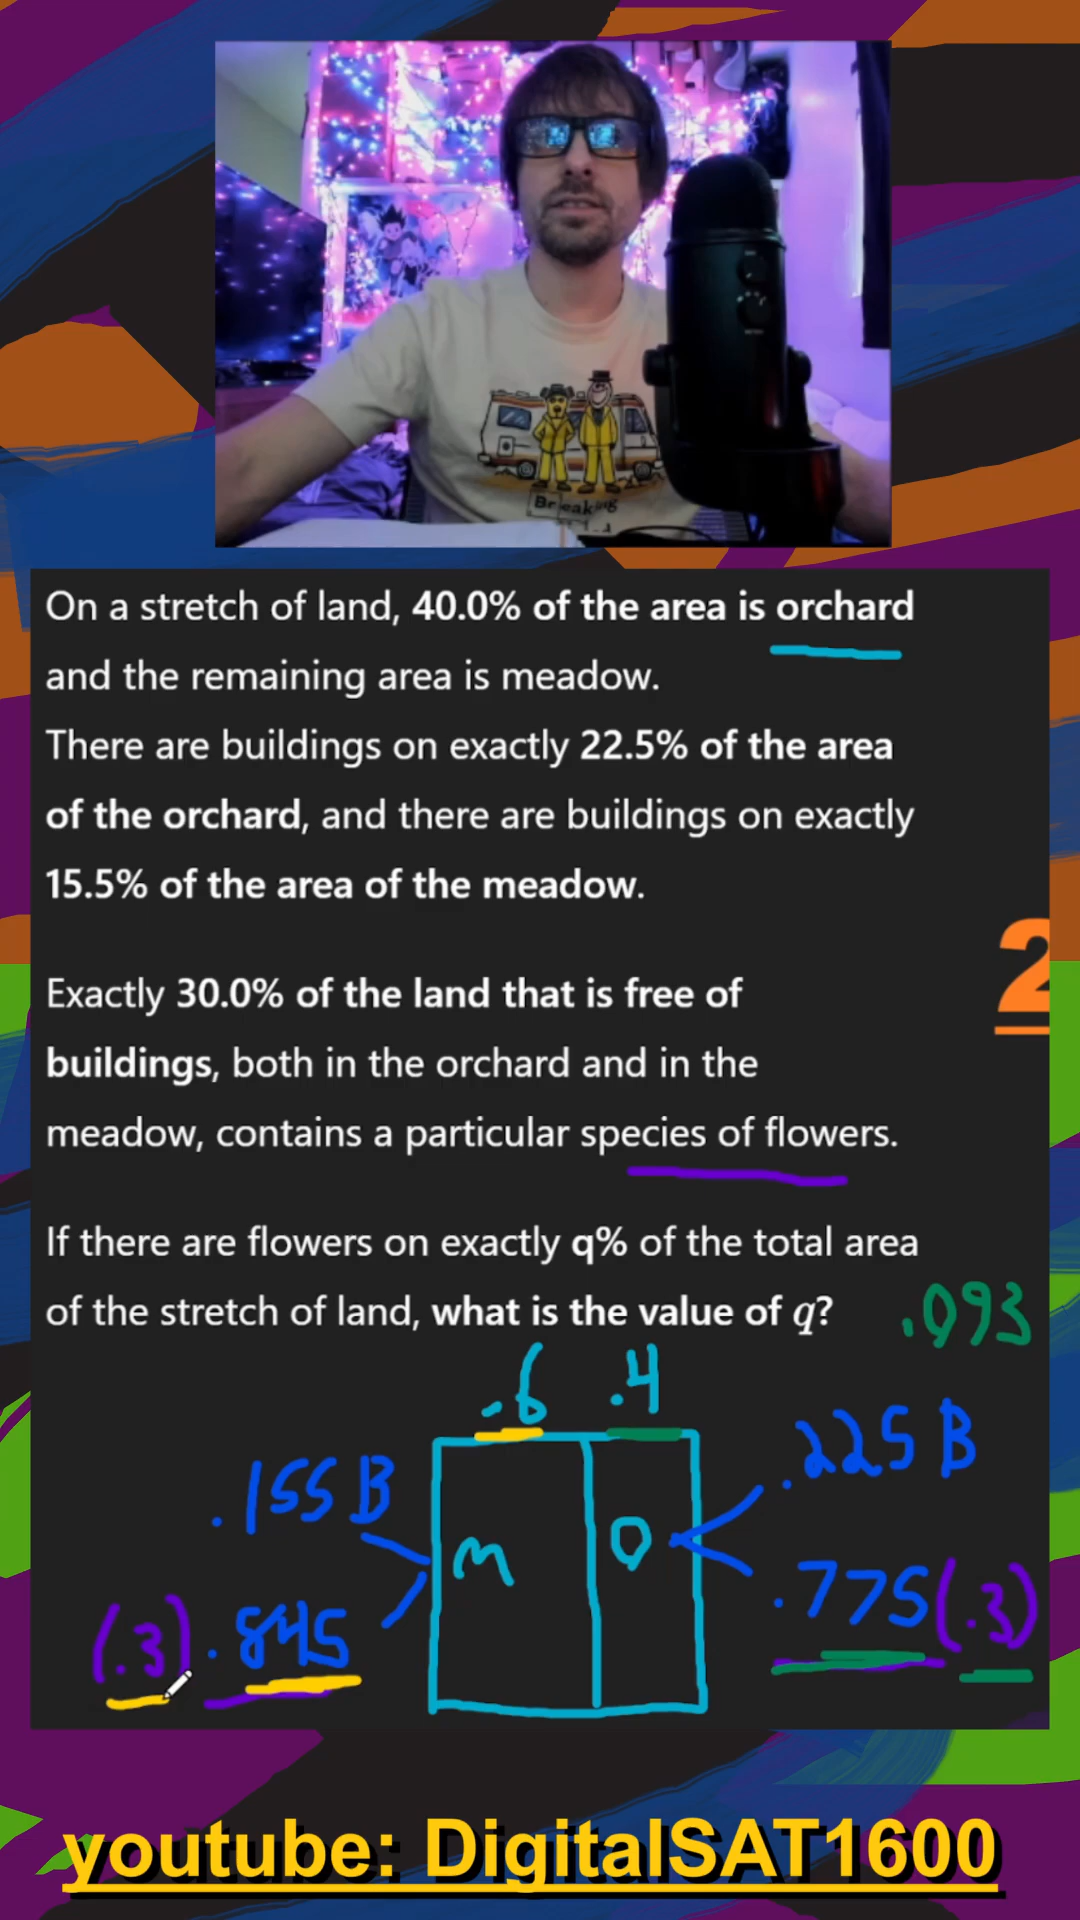 Breaking
On a stretch of land, 40.0% of the area is orchard
and the remaining area is meadow.
There are buildings on exactly 22.5% of the area
of the orchard, and there are buildings on exactly
15.5% of the area of the meadow.
2
Exactly 30.0% of the land that is free of
buildings, both in the orchard and in the
meadow, contains a particular species of flowers.
If there are flowers on exactly q% of the total area
of the stretch of land, what is the value of q?
.093
.6 .4
.155 B
.225 B
M
O
(.3) .845
.775(.3)
youtube: DigitalSAT1600